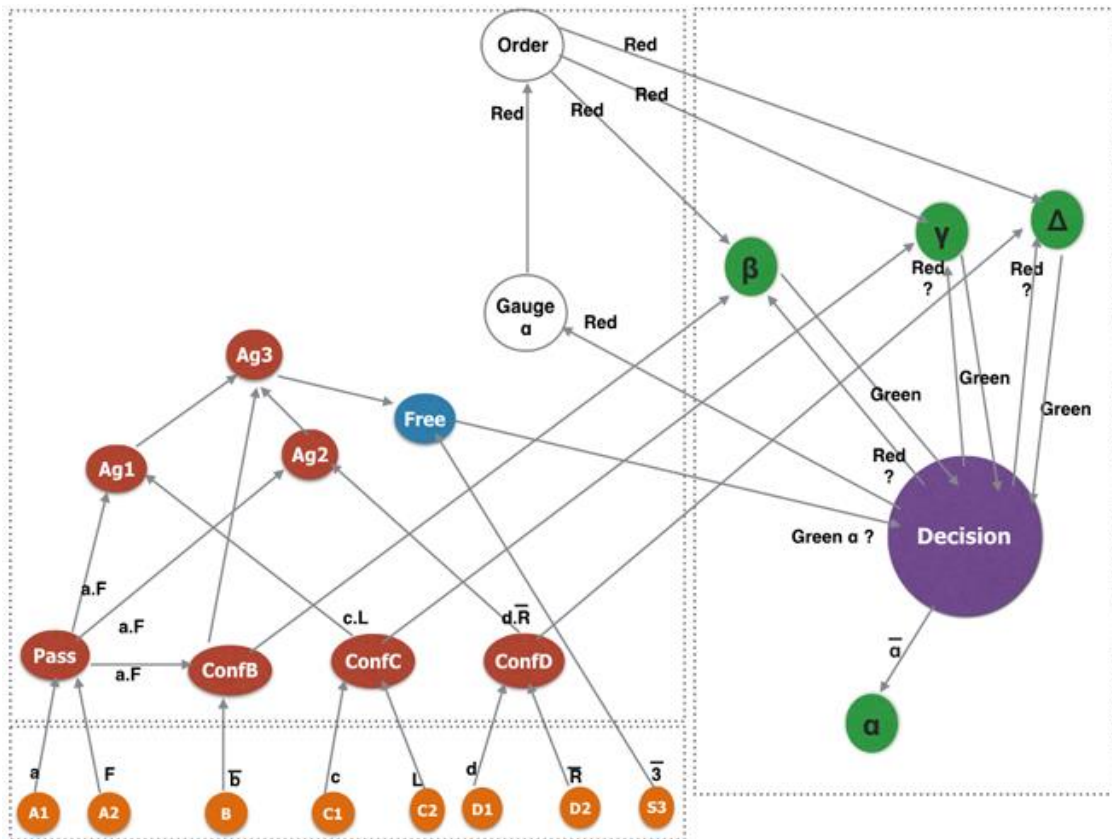 Order
Red
Red
Red
Red
Δ
γ
β
Red
?
Red
?
Gauge
α
Red
Ag3
Green
Green
Green
Free
Ag1
Ag2
Red
?
Decision
Green α ?
a.F
a.F
c.L
d.R̅
Pass
a.F
ConfB
ConfC
ConfD
α̅
α
a
F
b̅
c
L
d
R̅
3̅
A1
A2
B
C1
C2
D1
D2
S3